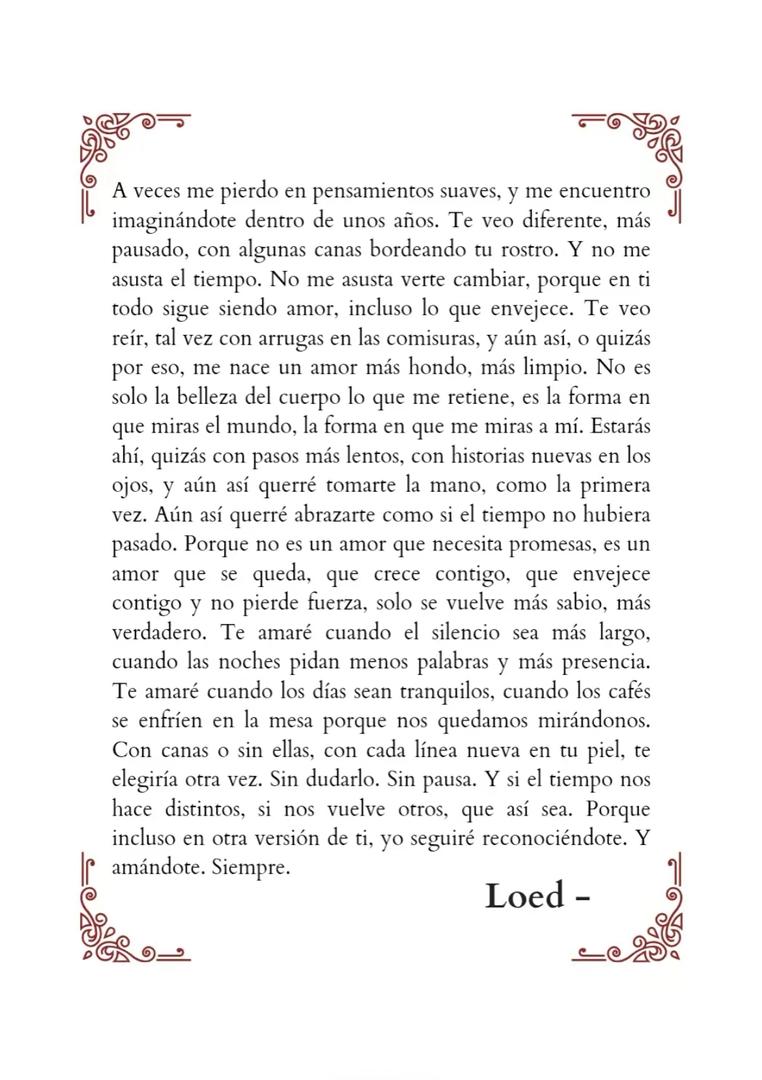 A veces me pierdo en pensamientos suaves, y me encuentro
imaginándote dentro de unos años. Te veo diferente, más
pausado, con algunas canas bordeando tu rostro. Y no me
asusta el tiempo. No me asusta verte cambiar, porque en ti
todo sigue siendo amor, incluso lo que envejece. Te veo
reír, tal vez con arrugas en las comisuras, y aún así, o quizás
por eso, me nace un amor más hondo, más limpio. No es
solo la belleza del cuerpo lo que me retiene, es la forma en
que miras el mundo, la forma en que me miras a mí. Estarás
ahí, quizás con pasos más lentos, con historias nuevas en los
ojos, y aún así querré tomarte la mano, como la primera
vez. Aún así querré abrazarte como si el tiempo no hubiera
pasado. Porque no es un amor que necesita promesas, es un
amor que se queda, que crece contigo, que envejece
contigo y no pierde fuerza, solo se vuelve más sabio, más
verdadero. Te amaré cuando el silencio sea más largo,
cuando las noches pidan menos palabras y más presencia.
Te amaré cuando los días sean tranquilos, cuando los cafés
se enfríen en la mesa porque nos quedamos mirándonos.
Con canas o sin ellas, con cada línea nueva en tu piel, te
elegiría otra vez. Sin dudarlo. Sin pausa. Y si el tiempo nos
hace distintos, si nos vuelve otros, que así sea. Porque
incluso en otra versión de ti, yo seguiré reconociéndote. Y
amándote. Siempre.
Loed -